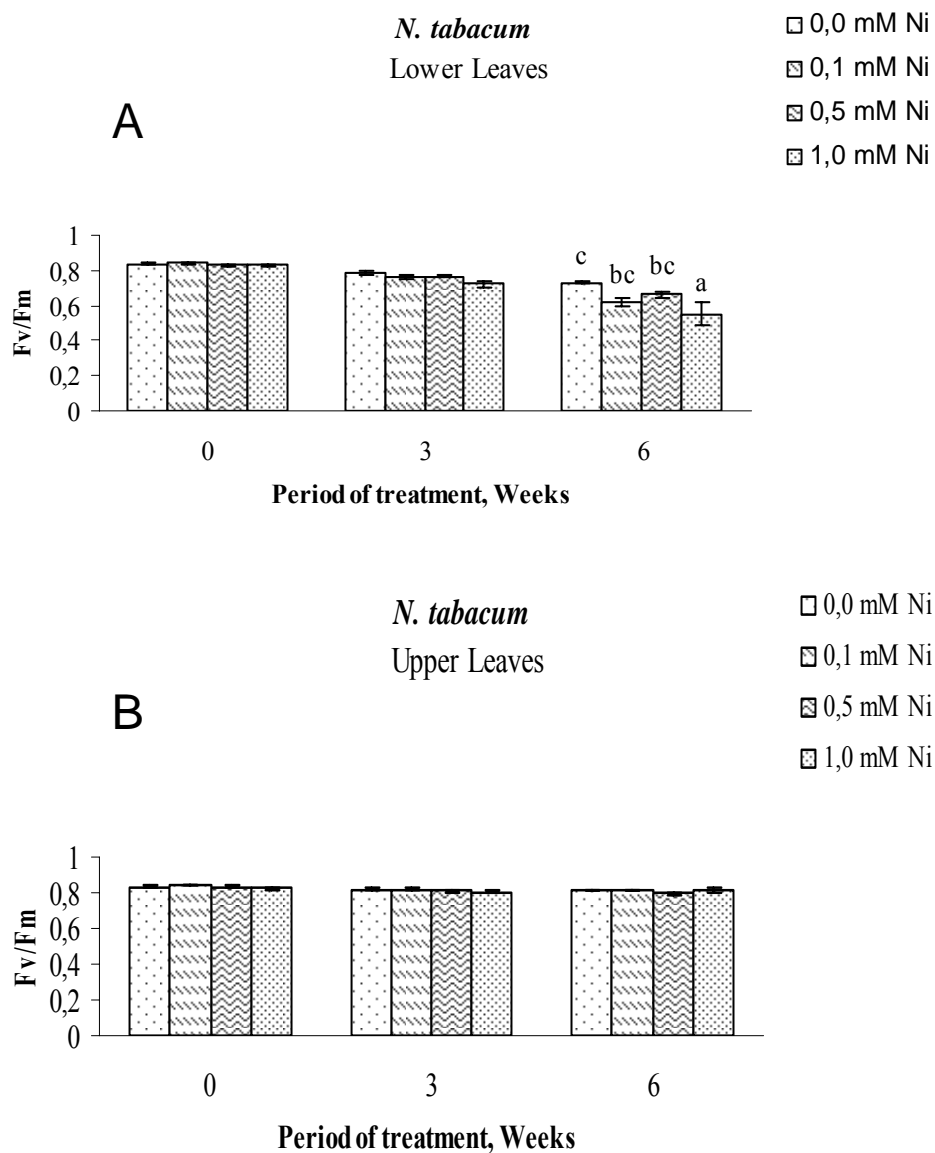 N. tabacum
Lower Leaves
A
0,0 mM Ni
0,1 mM Ni
0,5 mM Ni
1,0 mM Ni
Fv/Fm
1
0,8
0,6
0,4
0,2
0
c
bc
bc
a
0 3 6
Period of treatment, Weeks
N. tabacum
Upper Leaves
B
0,0 mM Ni
0,1 mM Ni
0,5 mM Ni
1,0 mM Ni
Fv/Fm
1
0,8
0,6
0,4
0,2
0
0 3 6
Period of treatment, Weeks